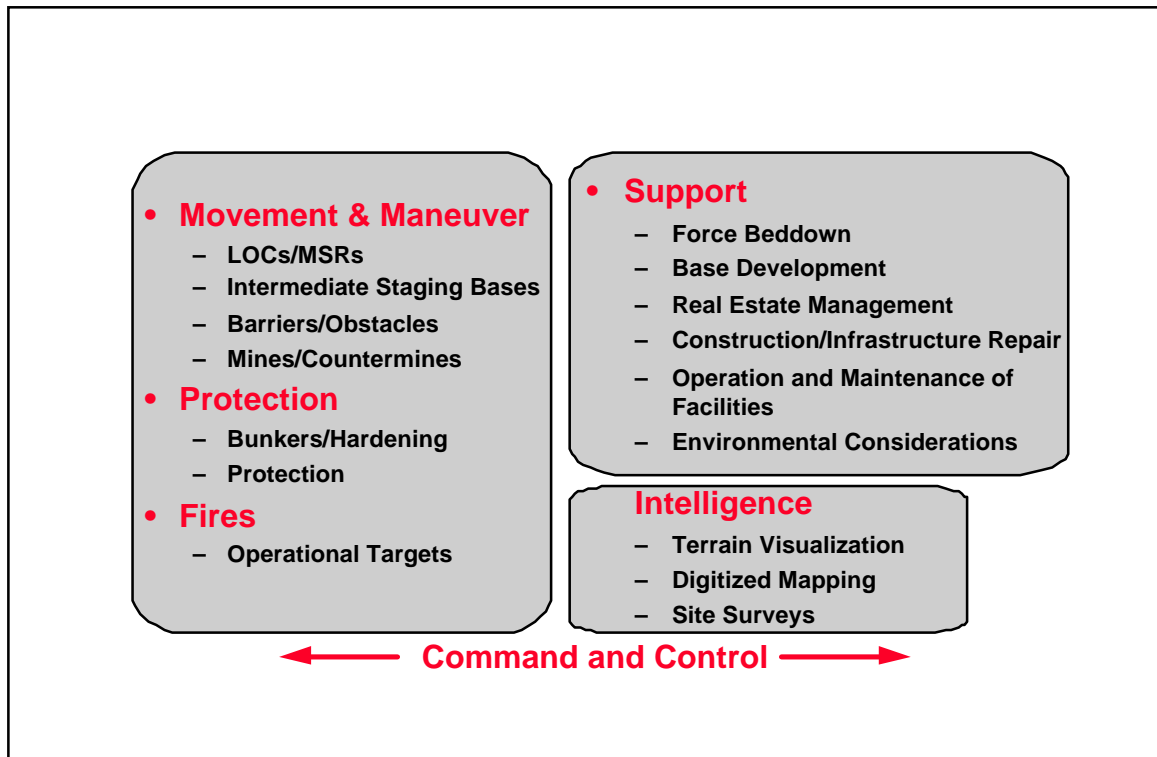 • Movement & Maneuver
– LOCs/MSRs
– Intermediate Staging Bases
– Barriers/Obstacles
– Mines/Countermines
• Protection
– Bunkers/Hardening
– Protection
• Fires
– Operational Targets
• Support
– Force Beddown
– Base Development
– Real Estate Management
– Construction/Infrastructure Repair
– Operation and Maintenance of
Facilities
– Environmental Considerations
Intelligence
– Terrain Visualization
– Digitized Mapping
– Site Surveys
Command and Control